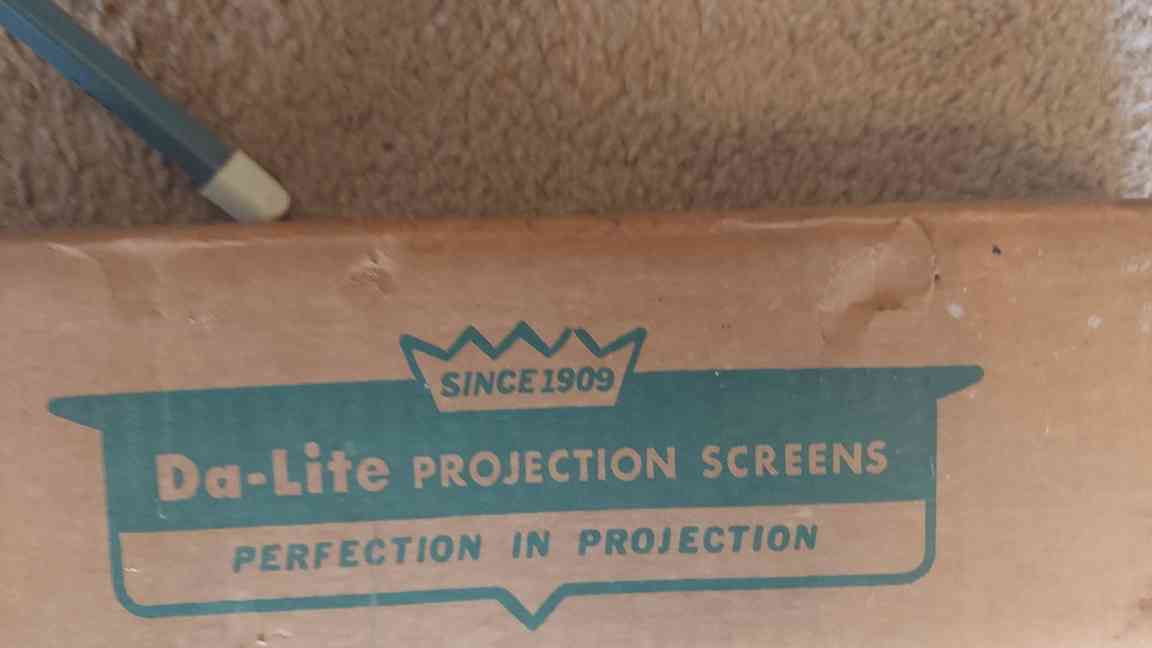 SINCE 1909
Da-Lite PROJECTION SCREENS
PERFECTION IN PROJECTION